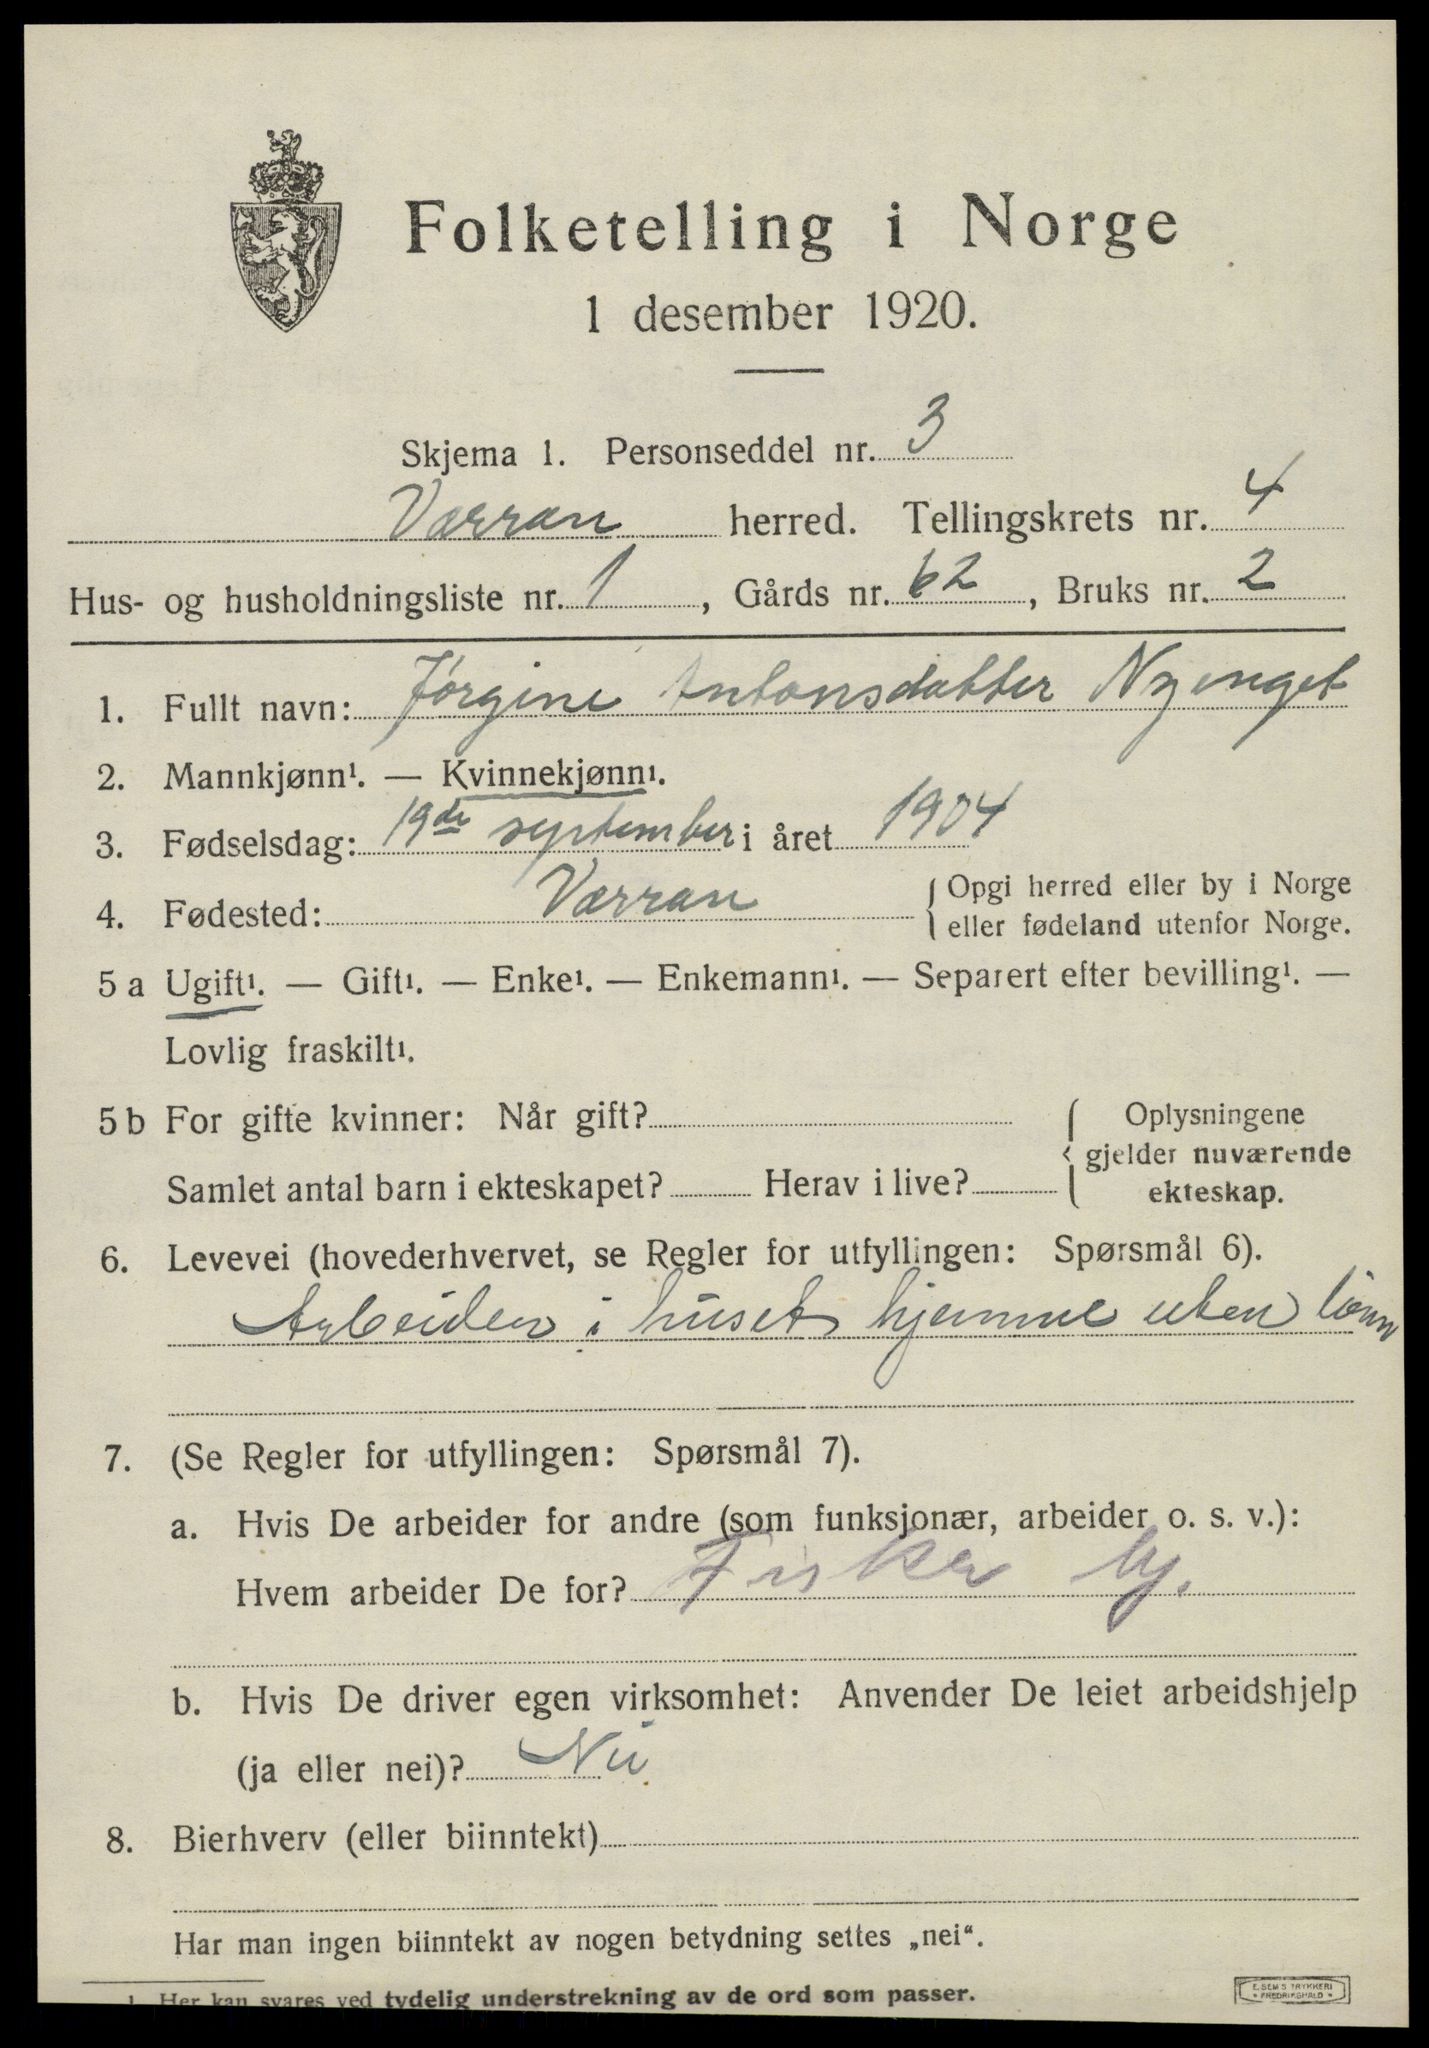 Folketelling i Norge
1 desember 1920.
Skjema 1. Personseddel nr. 3
Værran herred. Tellingskrets nr. 4
Hus- og husholdningsliste nr. 1, Gårds nr. 62, Bruks nr. 2
1. Fullt navn: Jørgine Antonsdatter Nyenget
2. Mannkjønn¹. — Kvinnekjønn¹.
3. Fødselsdag: 19de september i året 1904
4. Fødested: Værran { Opgi herred eller by i Norge
eller fødeland utenfor Norge.
5 a Ugift¹. — Gift¹. — Enke¹. — Enkemann¹. — Separert efter bevilling¹. —
Lovlig fraskilt¹.
5 b For gifte kvinner: Når gift? { Oplysningene
gjelder nuværende
Samlet antal barn i ekteskapet? Herav i live? ekteskap.
6. Levevei (hovederhvervet, se Regler for utfyllingen: Spørsmål 6).
Arbeider i huset hjemme uten lønn
7. (Se Regler for utfyllingen: Spørsmål 7).
a. Hvis De arbeider for andre (som funksjonær, arbeider o. s. v.):
Hvem arbeider De for? Fisker hj.
b. Hvis De driver egen virksomhet: Anvender De leiet arbeidshjelp
(ja eller nei)? Nei
8. Bierhverv (eller biinntekt)
Har man ingen biinntekt av nogen betydning settes „nei“.
1. Her kan svares ved tydelig understrekning av de ord som passer.
E. SEM'S TRYKKERI
* FREDRIKSHALD *